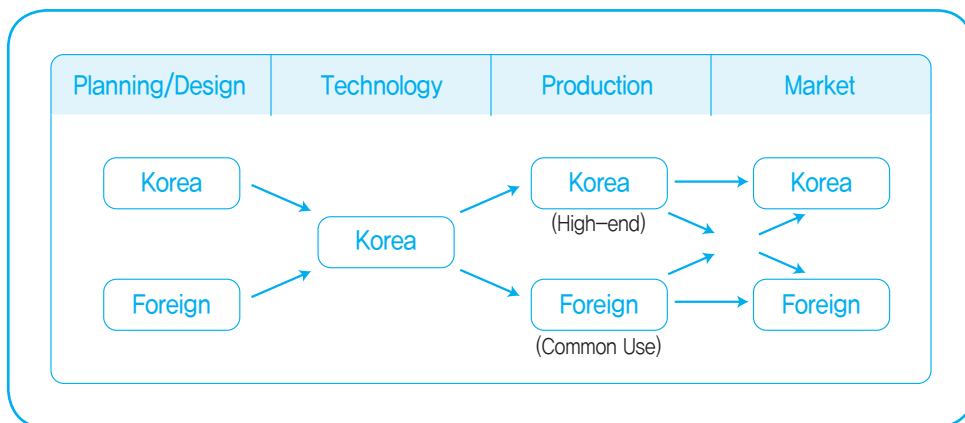 Planning/Design
Technology
Production
Market
Korea
Korea
Korea
(High-end)
Korea
Foreign
Foreign
(Common Use)
Foreign